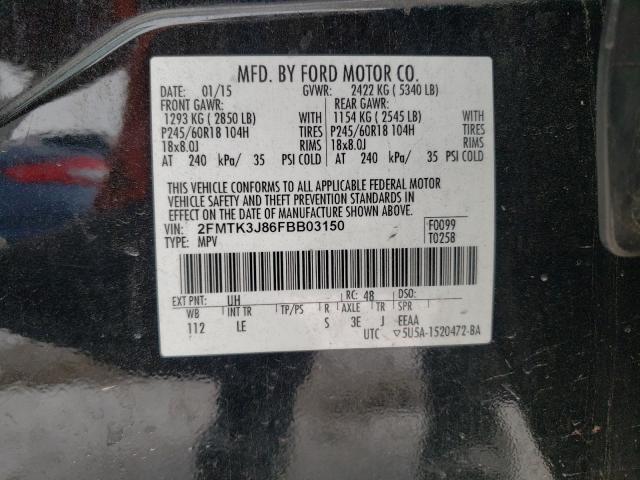 MFD. BY FORD MOTOR CO.
DATE: 01/15 GVWR: 2422 KG ( 5340 LB)
FRONT GAWR: REAR GAWR:
1293 KG ( 2850 LB) WITH 1154 KG ( 2545 LB) WITH
P245/60R18 104H TIRES P245/60R18 104H TIRES
18x8.0J RIMS 18x8.0J RIMS
AT 240 kPa/ 35 PSI COLD AT 240 kPa/ 35 PSI COLD
THIS VEHICLE CONFORMS TO ALL APPLICABLE FEDERAL MOTOR
VEHICLE SAFETY AND THEFT PREVENTION STANDARDS IN
EFFECT ON THE DATE OF MANUFACTURE SHOWN ABOVE.
VIN: 2FMTK3J86FBB03150 F0099
TYPE: MPV T0258
EXT PNT: UH RC: 48 DSO:
WB INT TR TP/PS R AXLE TR SPR
112 LE S 3E J EEAA
UTC ▽5U5A-1520472-BA